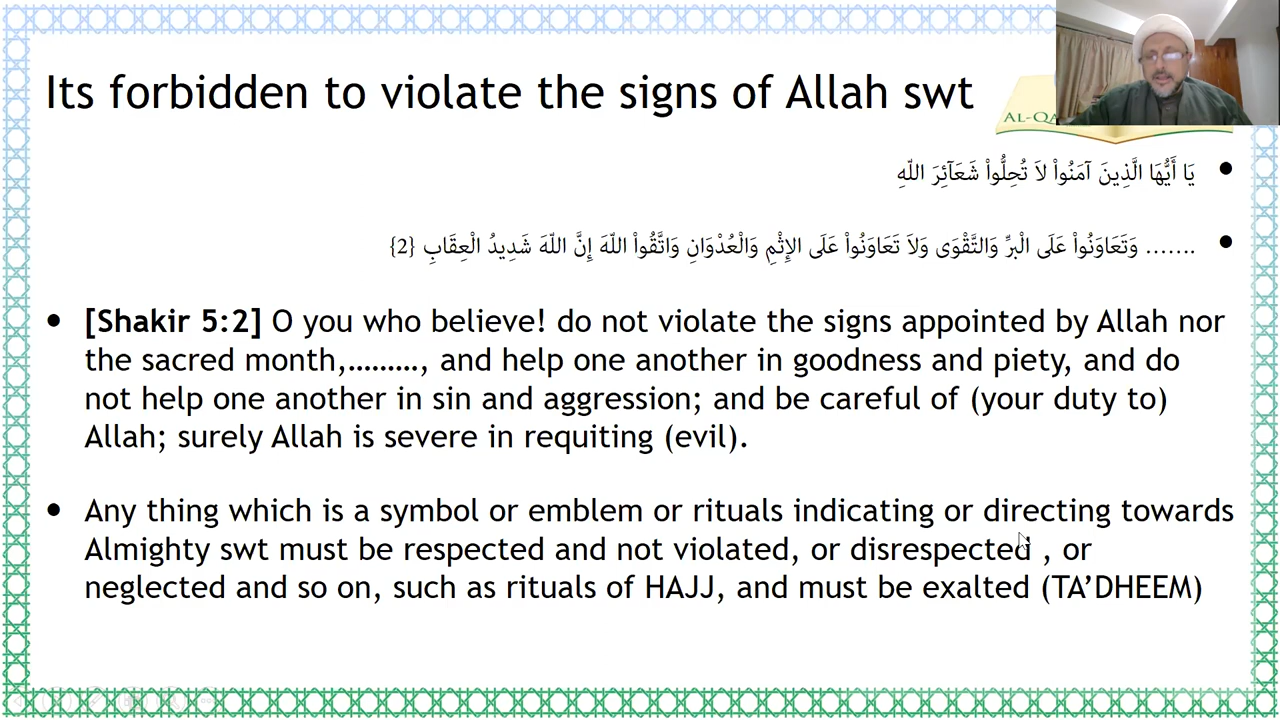 Its forbidden to violate the signs of Allah swt
AL-QA
• يَا أَيُّهَا الَّذِينَ آمَنُواْ لاَ تُحِلُّواْ شَعَآئِرَ اللّهِ
• ....... وَتَعَاوَنُواْ عَلَى الْبرِّ وَالتَّقْوَى وَلاَ تَعَاوَنُواْ عَلَى الإِثْمِ وَالْعُدْوَانِ وَاتَّقُواْ اللّهَ إِنَّ اللّهَ شَدِيدُ الْعِقَابِ {2}
• [Shakir 5:2] O you who believe! do not violate the signs appointed by Allah nor
the sacred month,………, and help one another in goodness and piety, and do
not help one another in sin and aggression; and be careful of (your duty to)
Allah; surely Allah is severe in requiting (evil).
• Any thing which is a symbol or emblem or rituals indicating or directing towards
Almighty swt must be respected and not violated, or disrespected , or
neglected and so on, such as rituals of HAJJ, and must be exalted (TA’DHEEM)